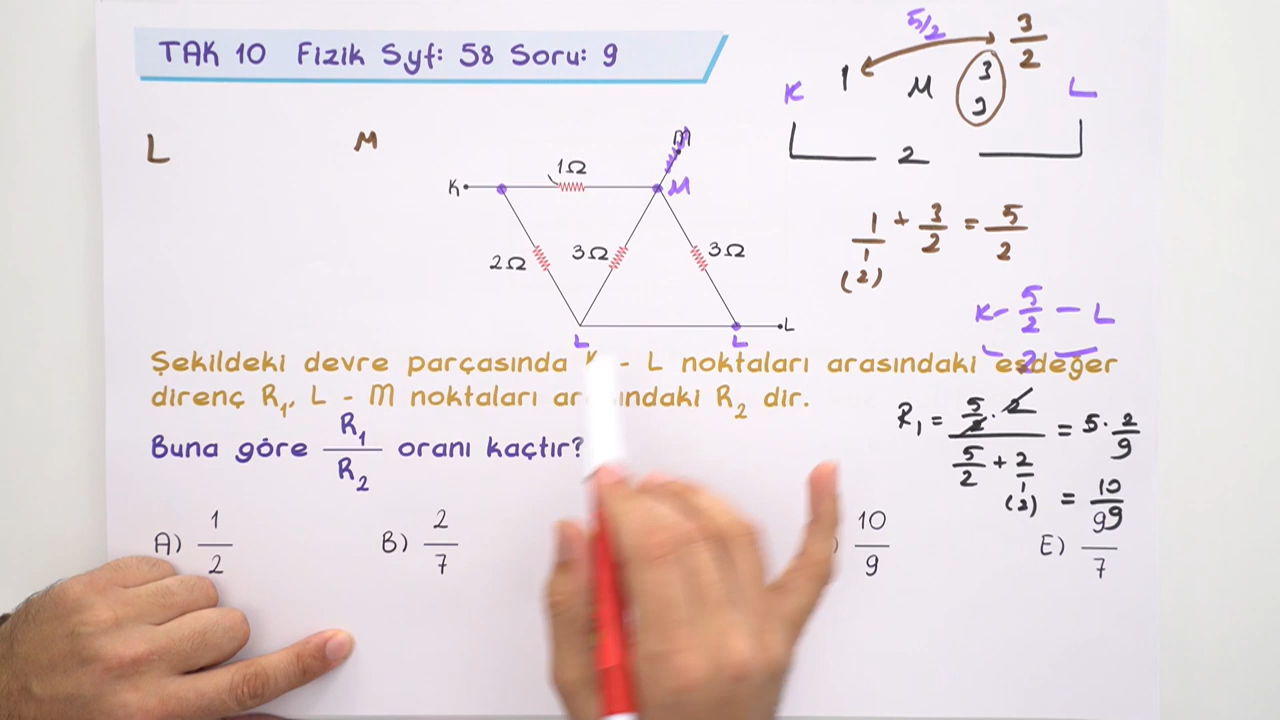 TAK 10 Fizik Syf: 58 Soru: 9
5/2 3/2
K 1 M 3 L
3
2
L M
M
K 1Ω M
2Ω 3Ω 3Ω
L L L
1/1 + 3/2 = 5/2
(2)
K - 5/2 - L
2
Şekildeki devre parçasında K - L noktaları arasındaki eşdeğer
direnç R₁, L - M noktaları arasındaki R₂ dir.
Buna göre R₁/R₂ oranı kaçtır?
R₁ = 5/2 . 2 / 5/2 + 2/1 = 5 . 2/9
(2) = 10/9
A) 1/2 B) 2/7 ) 10/9 E) 9/7